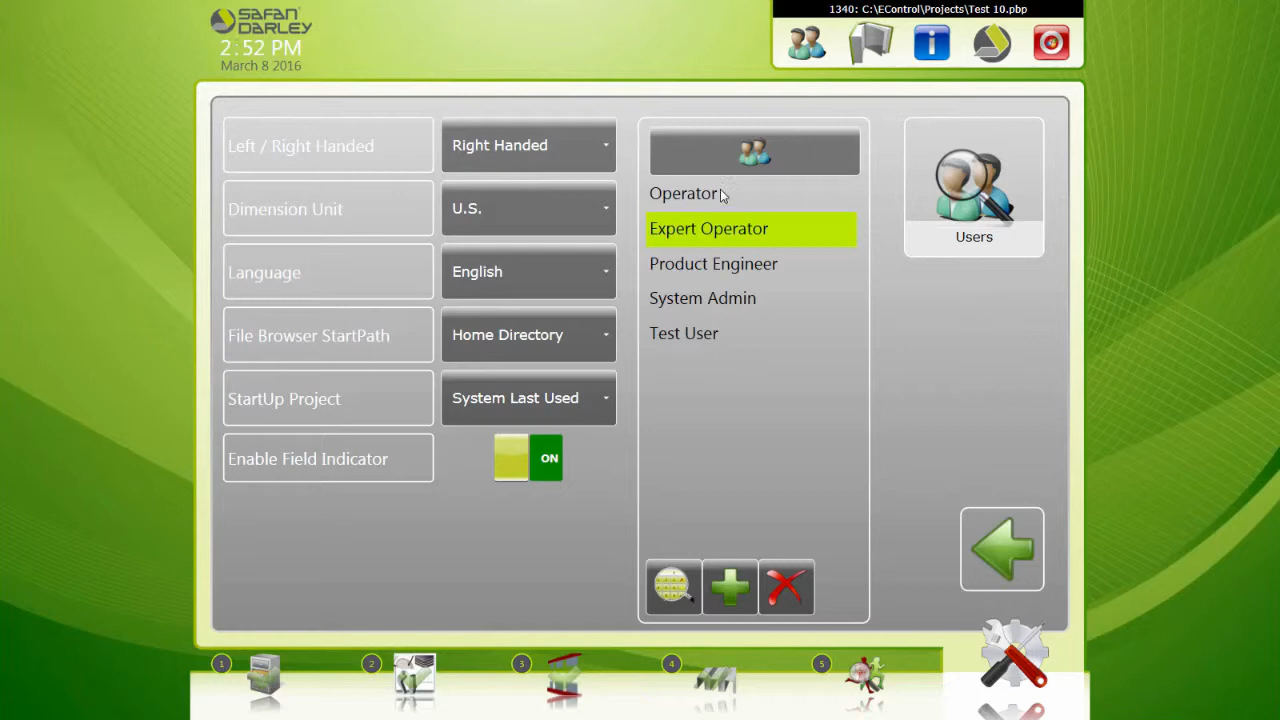 SAFAN
DARLEY
2:52 PM
March 8 2016
1340: C:\EControl\Projects\Test 10.pbp
Left / Right Handed
Right Handed
Dimension Unit
U.S.
Language
English
File Browser StartPath
Home Directory
StartUp Project
System Last Used
Enable Field Indicator
ON
Operator
Expert Operator
Product Engineer
System Admin
Test User
Users
1
2
3
4
5